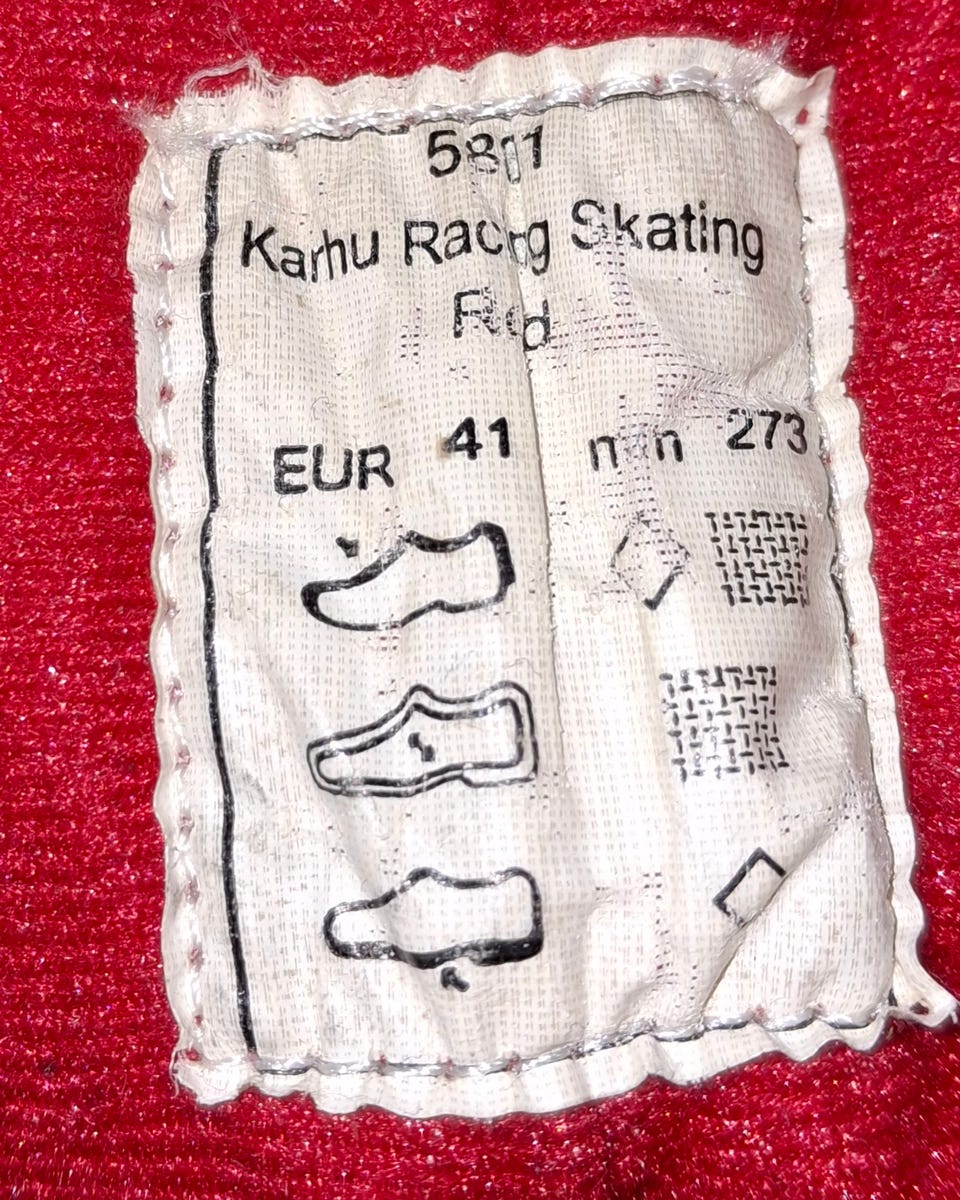 Karhu Racing Skating
Red
EUR 41 mm 273